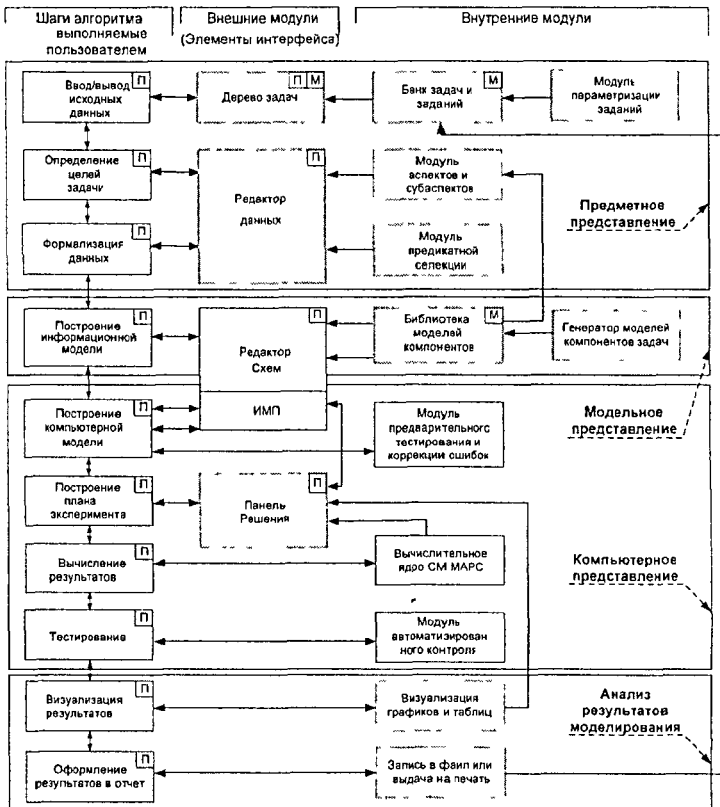 Шаги алгоритма
выполняемые
пользователем
Внешние модули
(Элементы интерфейса)
Внутренние модули
П
Ввод/вывод
исходных
данных
П М
Дерево задач
М
Банк задач и
заданий
Модуль
параметризации
заданий
П
Определение
целей
задачи
П
Редактор
данных
Модуль
аспектов и
субаспектов
Предметное
представление
П
Формализация
данных
Модуль
предикатной
селекции
П
Построение
информационной
модели
П
Редактор
Схем
Библиотека
моделей
компонентов
М
Генератор моделей
компонентов задач
П
Построение
компьютерной
модели
ИМП
Модуль
предварительного
тестирования и
коррекции ошибок
Модельное
представление
П
Построение
плана
эксперимента
П
Панель
Решения
П
Вычисление
результатов
Вычислительное
ядро СМ МАРС
Компьютерное
представление
П
Тестирование
Модуль
автоматизирован
ного контроля
П
Визуализация
результатов
Визуализация
графиков и таблиц
Анализ
результатов
моделирования
П
Оформление
результатов в отчет
Запись в фаил или
выдача на печать